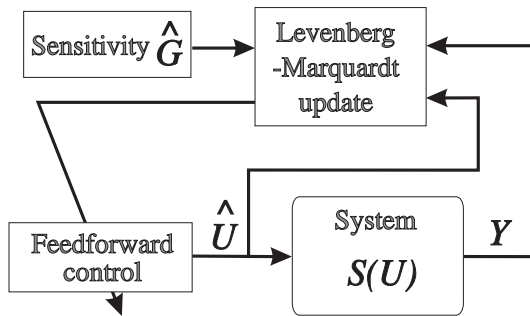 Sensitivity Ĝ
Levenberg
-Marquardt
update
Feedforward
control
Û
System
S(U)
Y